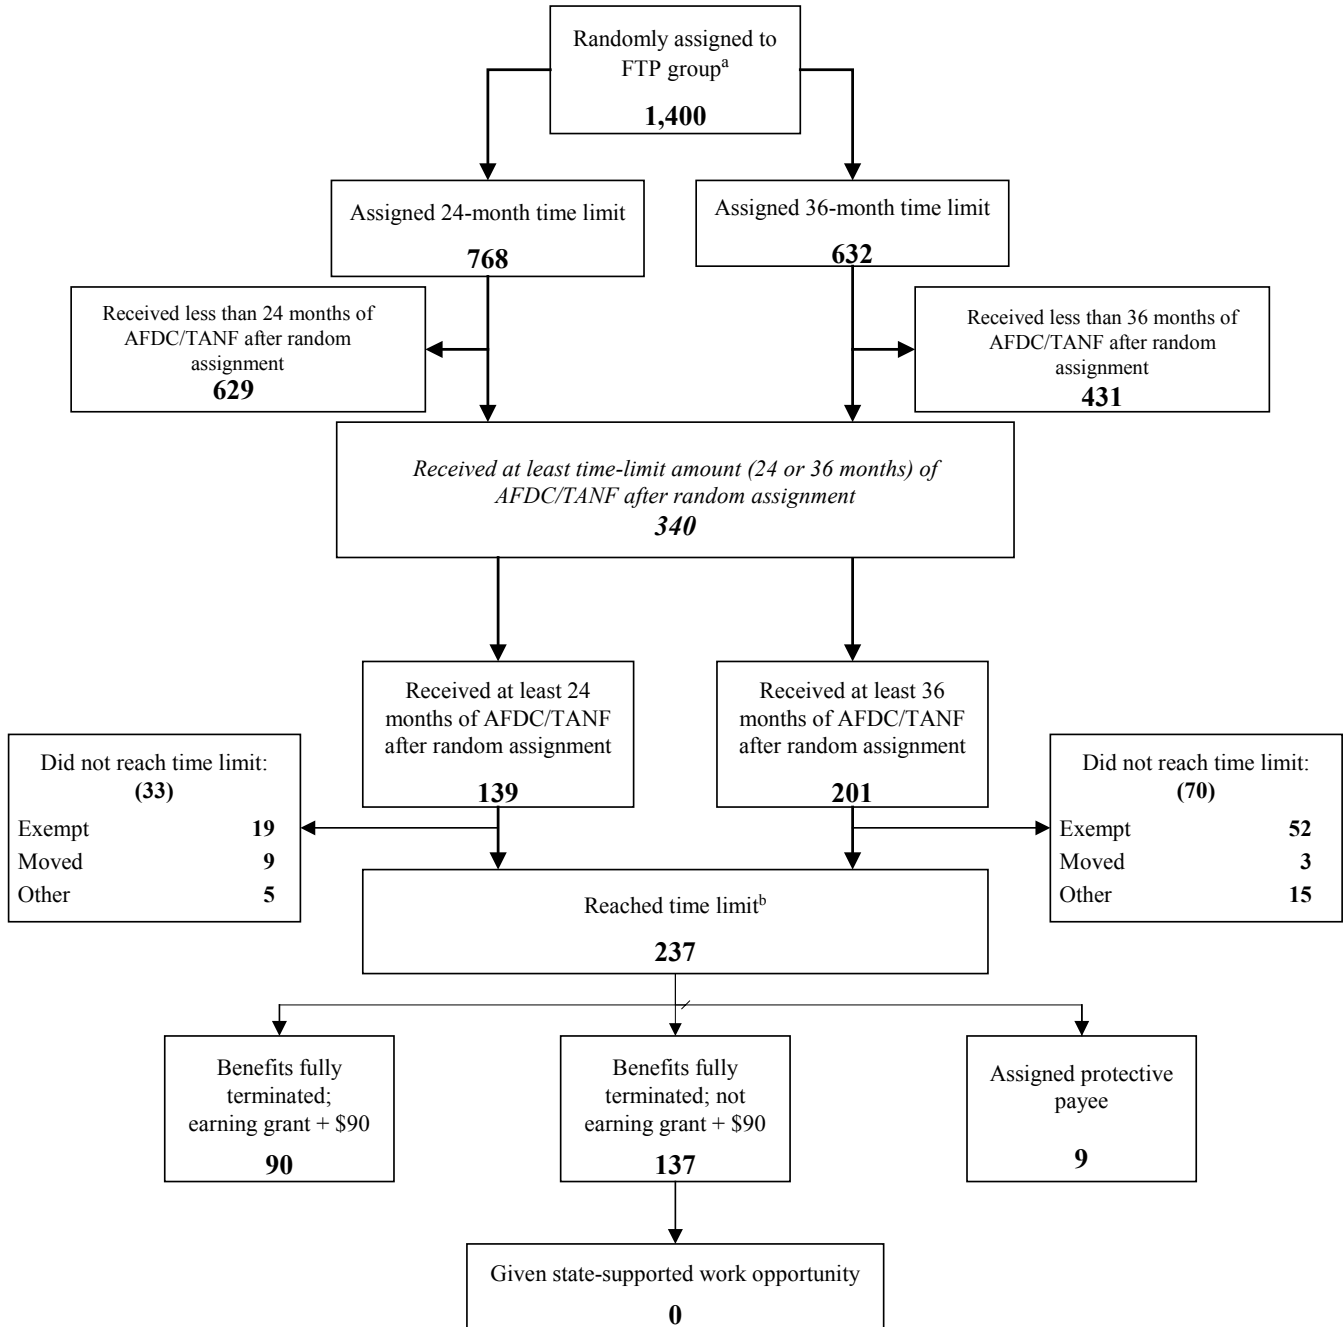 Randomly assigned to
FTP groupᵃ
1,400
Assigned 24-month time limit
768
Assigned 36-month time limit
632
Received less than 24 months of
AFDC/TANF after random
assignment
629
Received less than 36 months of
AFDC/TANF after random
assignment
431
Received at least time-limit amount (24 or 36 months) of
AFDC/TANF after random assignment
340
Received at least 24
months of AFDC/TANF
after random assignment
139
Received at least 36
months of AFDC/TANF
after random assignment
201
Did not reach time limit:
(33)
Exempt 19
Moved 9
Other 5
Did not reach time limit:
(70)
Exempt 52
Moved 3
Other 15
Reached time limitᵇ
237
Benefits fully
terminated;
earning grant + $90
90
Benefits fully
terminated; not
earning grant + $90
137
Assigned protective
payee
9
Given state-supported work opportunity
0